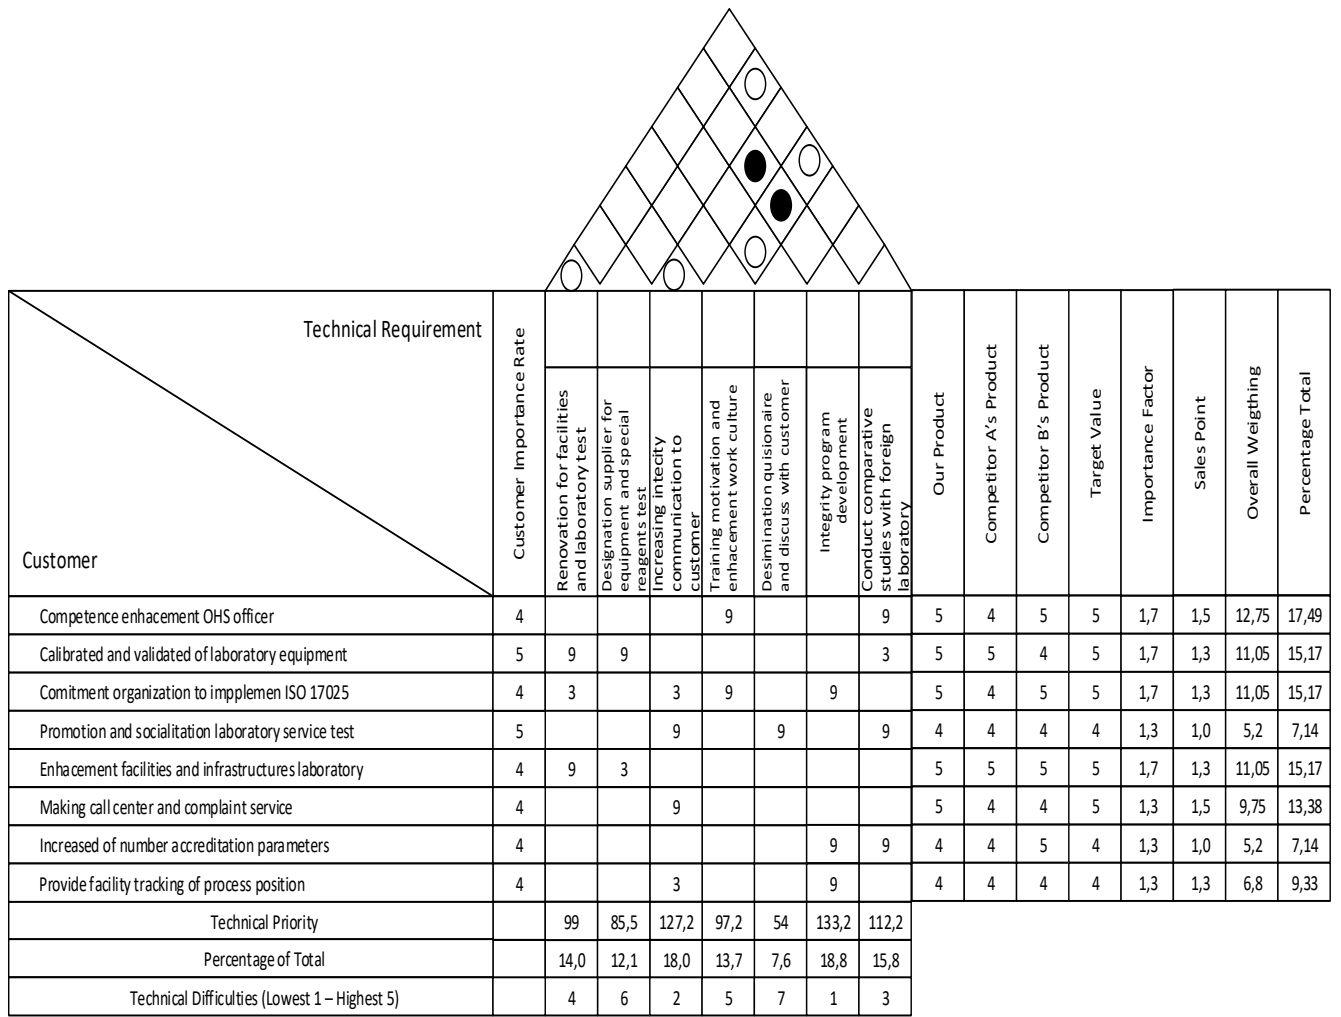 Technical Requirement
Customer
Customer Importance Rate
Renovation for facilities
and laboratory test
Designation supplier for
equipment and special
reagents test
Increasing intecity
communication to
customer
Training motivation and
enhacement work culture
Desimination quisionaire
and discuss with customer
Integrity program
development
Conduct comparative
studies with foreign
laboratory
Our Product
Competitor A's Product
Competitor B's Product
Target Value
Importance Factor
Sales Point
Overall Weigthing
Percentage Total
Competence enhacement OHS officer 4 9 9 5 4 5 5 1,7 1,5 12,75 17,49
Calibrated and validated of laboratory equipment 5 9 9 3 5 5 4 5 1,7 1,3 11,05 15,17
Comitment organization to impplemen ISO 17025 4 3 3 9 9 5 4 5 5 1,7 1,3 11,05 15,17
Promotion and socialitation laboratory service test 5 9 9 9 4 4 4 4 1,3 1,0 5,2 7,14
Enhacement facilities and infrastructures laboratory 4 9 3 5 5 5 5 1,7 1,3 11,05 15,17
Making call center and complaint service 4 9 5 4 4 5 1,3 1,5 9,75 13,38
Increased of number accreditation parameters 4 9 9 4 4 5 4 1,3 1,0 5,2 7,14
Provide facility tracking of process position 4 3 9 4 4 4 4 1,3 1,3 6,8 9,33
Technical Priority 99 85,5 127,2 97,2 54 133,2 112,2
Percentage of Total 14,0 12,1 18,0 13,7 7,6 18,8 15,8
Technical Difficulties (Lowest 1 – Highest 5) 4 6 2 5 7 1 3